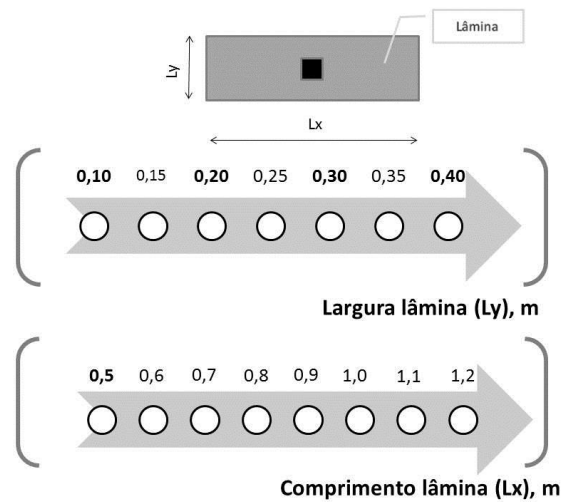 Lâmina
Ly
Lx
0,10 0,15 0,20 0,25 0,30 0,35 0,40
Largura lâmina (Ly), m
0,5 0,6 0,7 0,8 0,9 1,0 1,1 1,2
Comprimento lâmina (Lx), m